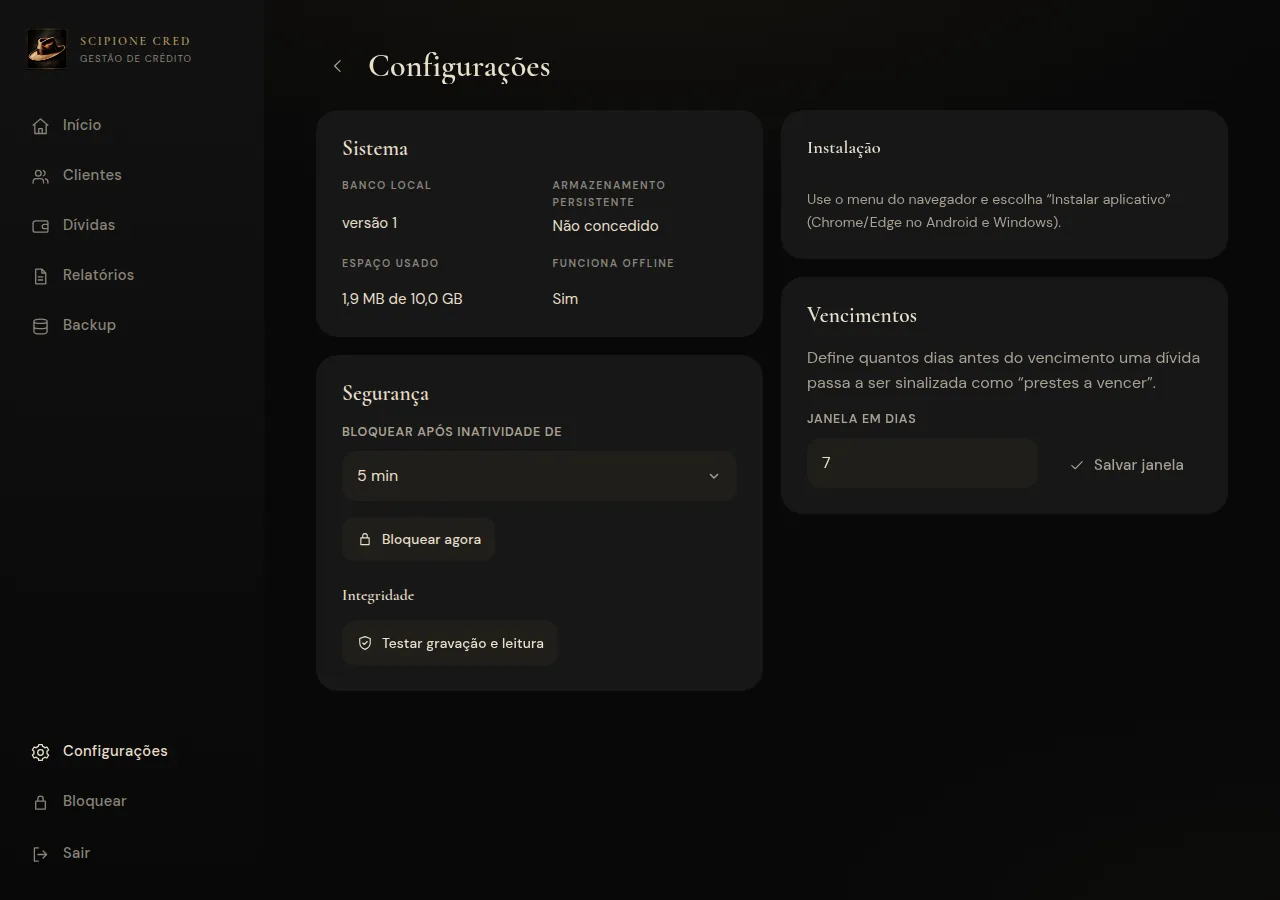 SCIPIONE CRED
GESTÃO DE CRÉDITO
Início
Clientes
Dívidas
Relatórios
Backup
Configurações
Bloquear
Sair
Configurações
Sistema
BANCO LOCAL
versão 1
ARMAZENAMENTO
PERSISTENTE
Não concedido
ESPAÇO USADO
1,9 MB de 10,0 GB
FUNCIONA OFFLINE
Sim
Segurança
BLOQUEAR APÓS INATIVIDADE DE
5 min
Bloquear agora
Integridade
Testar gravação e leitura
Instalação
Use o menu do navegador e escolha “Instalar aplicativo”
(Chrome/Edge no Android e Windows).
Vencimentos
Define quantos dias antes do vencimento uma dívida
passa a ser sinalizada como “prestes a vencer”.
JANELA EM DIAS
7
Salvar janela